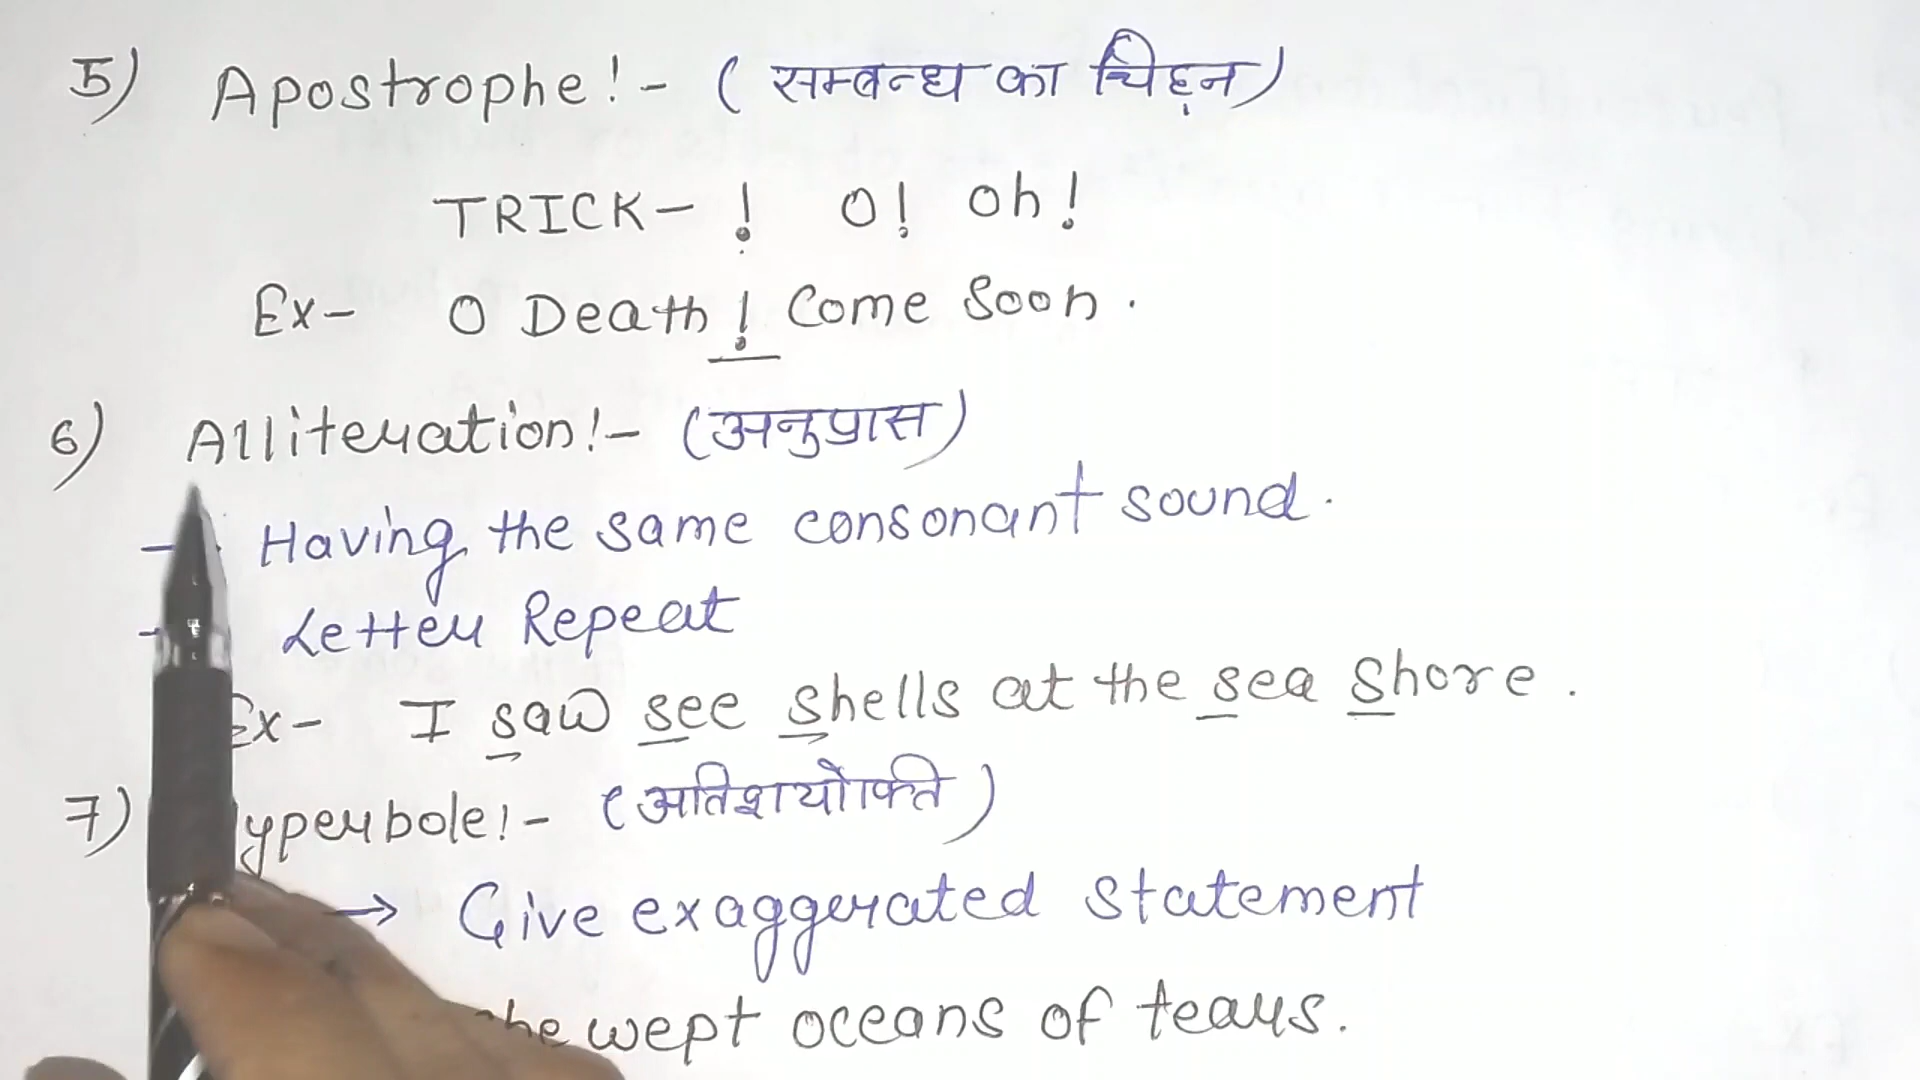 5) Apostrophe!- (सम्बन्ध का चिह्न)
TRICK- ! O! Oh!
Ex- O Death! Come Soon.
6) Alliteration!- (अनुप्रास)
- Having the same consonant sound.
- Letter Repeat
Ex- I saw see shells at the sea shore.
7) yperbole!- (अतिशयोक्ति)
→ Give exaggerated statement
he wept oceans of tears.